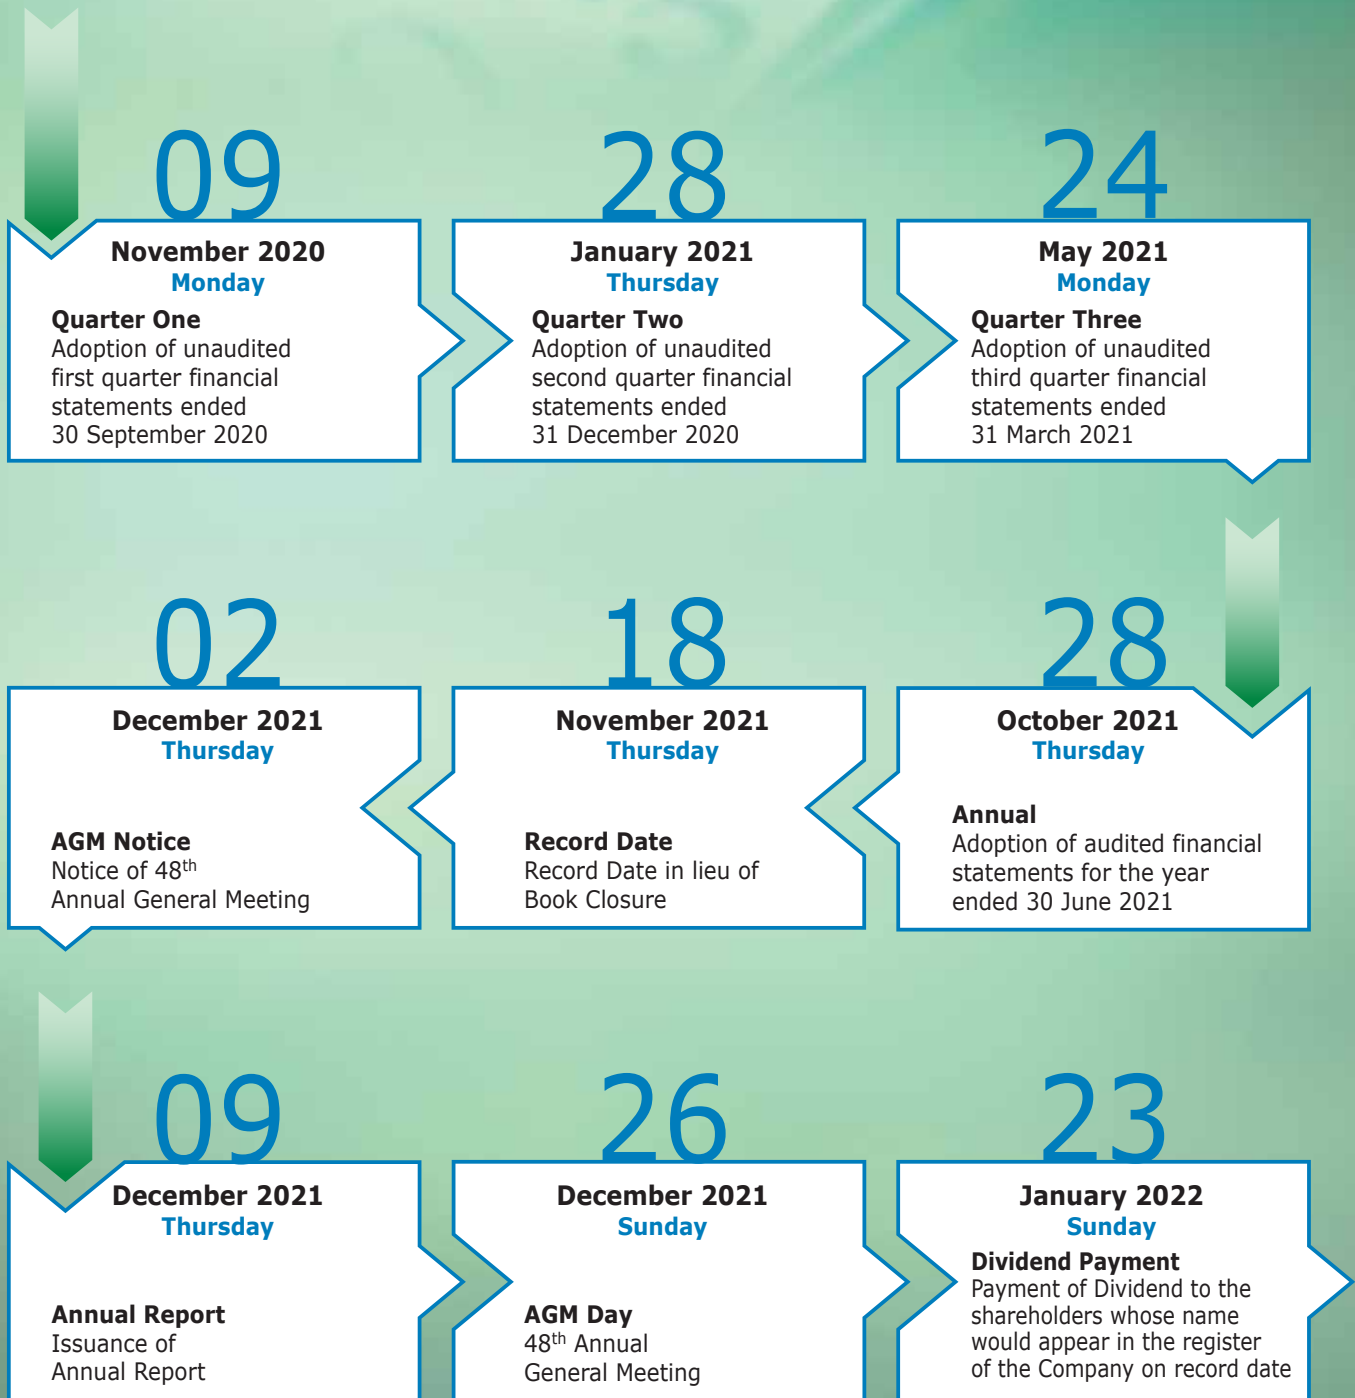 09
November 2020
Monday
Quarter One
Adoption of unaudited
first quarter financial
statements ended
30 September 2020
28
January 2021
Thursday
Quarter Two
Adoption of unaudited
second quarter financial
statements ended
31 December 2020
24
May 2021
Monday
Quarter Three
Adoption of unaudited
third quarter financial
statements ended
31 March 2021
28
October 2021
Thursday
Annual
Adoption of audited financial
statements for the year
ended 30 June 2021
18
November 2021
Thursday
Record Date
Record Date in lieu of
Book Closure
02
December 2021
Thursday
AGM Notice
Notice of 48th
Annual General Meeting
09
December 2021
Thursday
Annual Report
Issuance of
Annual Report
26
December 2021
Sunday
AGM Day
48th Annual
General Meeting
23
January 2022
Sunday
Dividend Payment
Payment of Dividend to the
shareholders whose name
would appear in the register
of the Company on record date